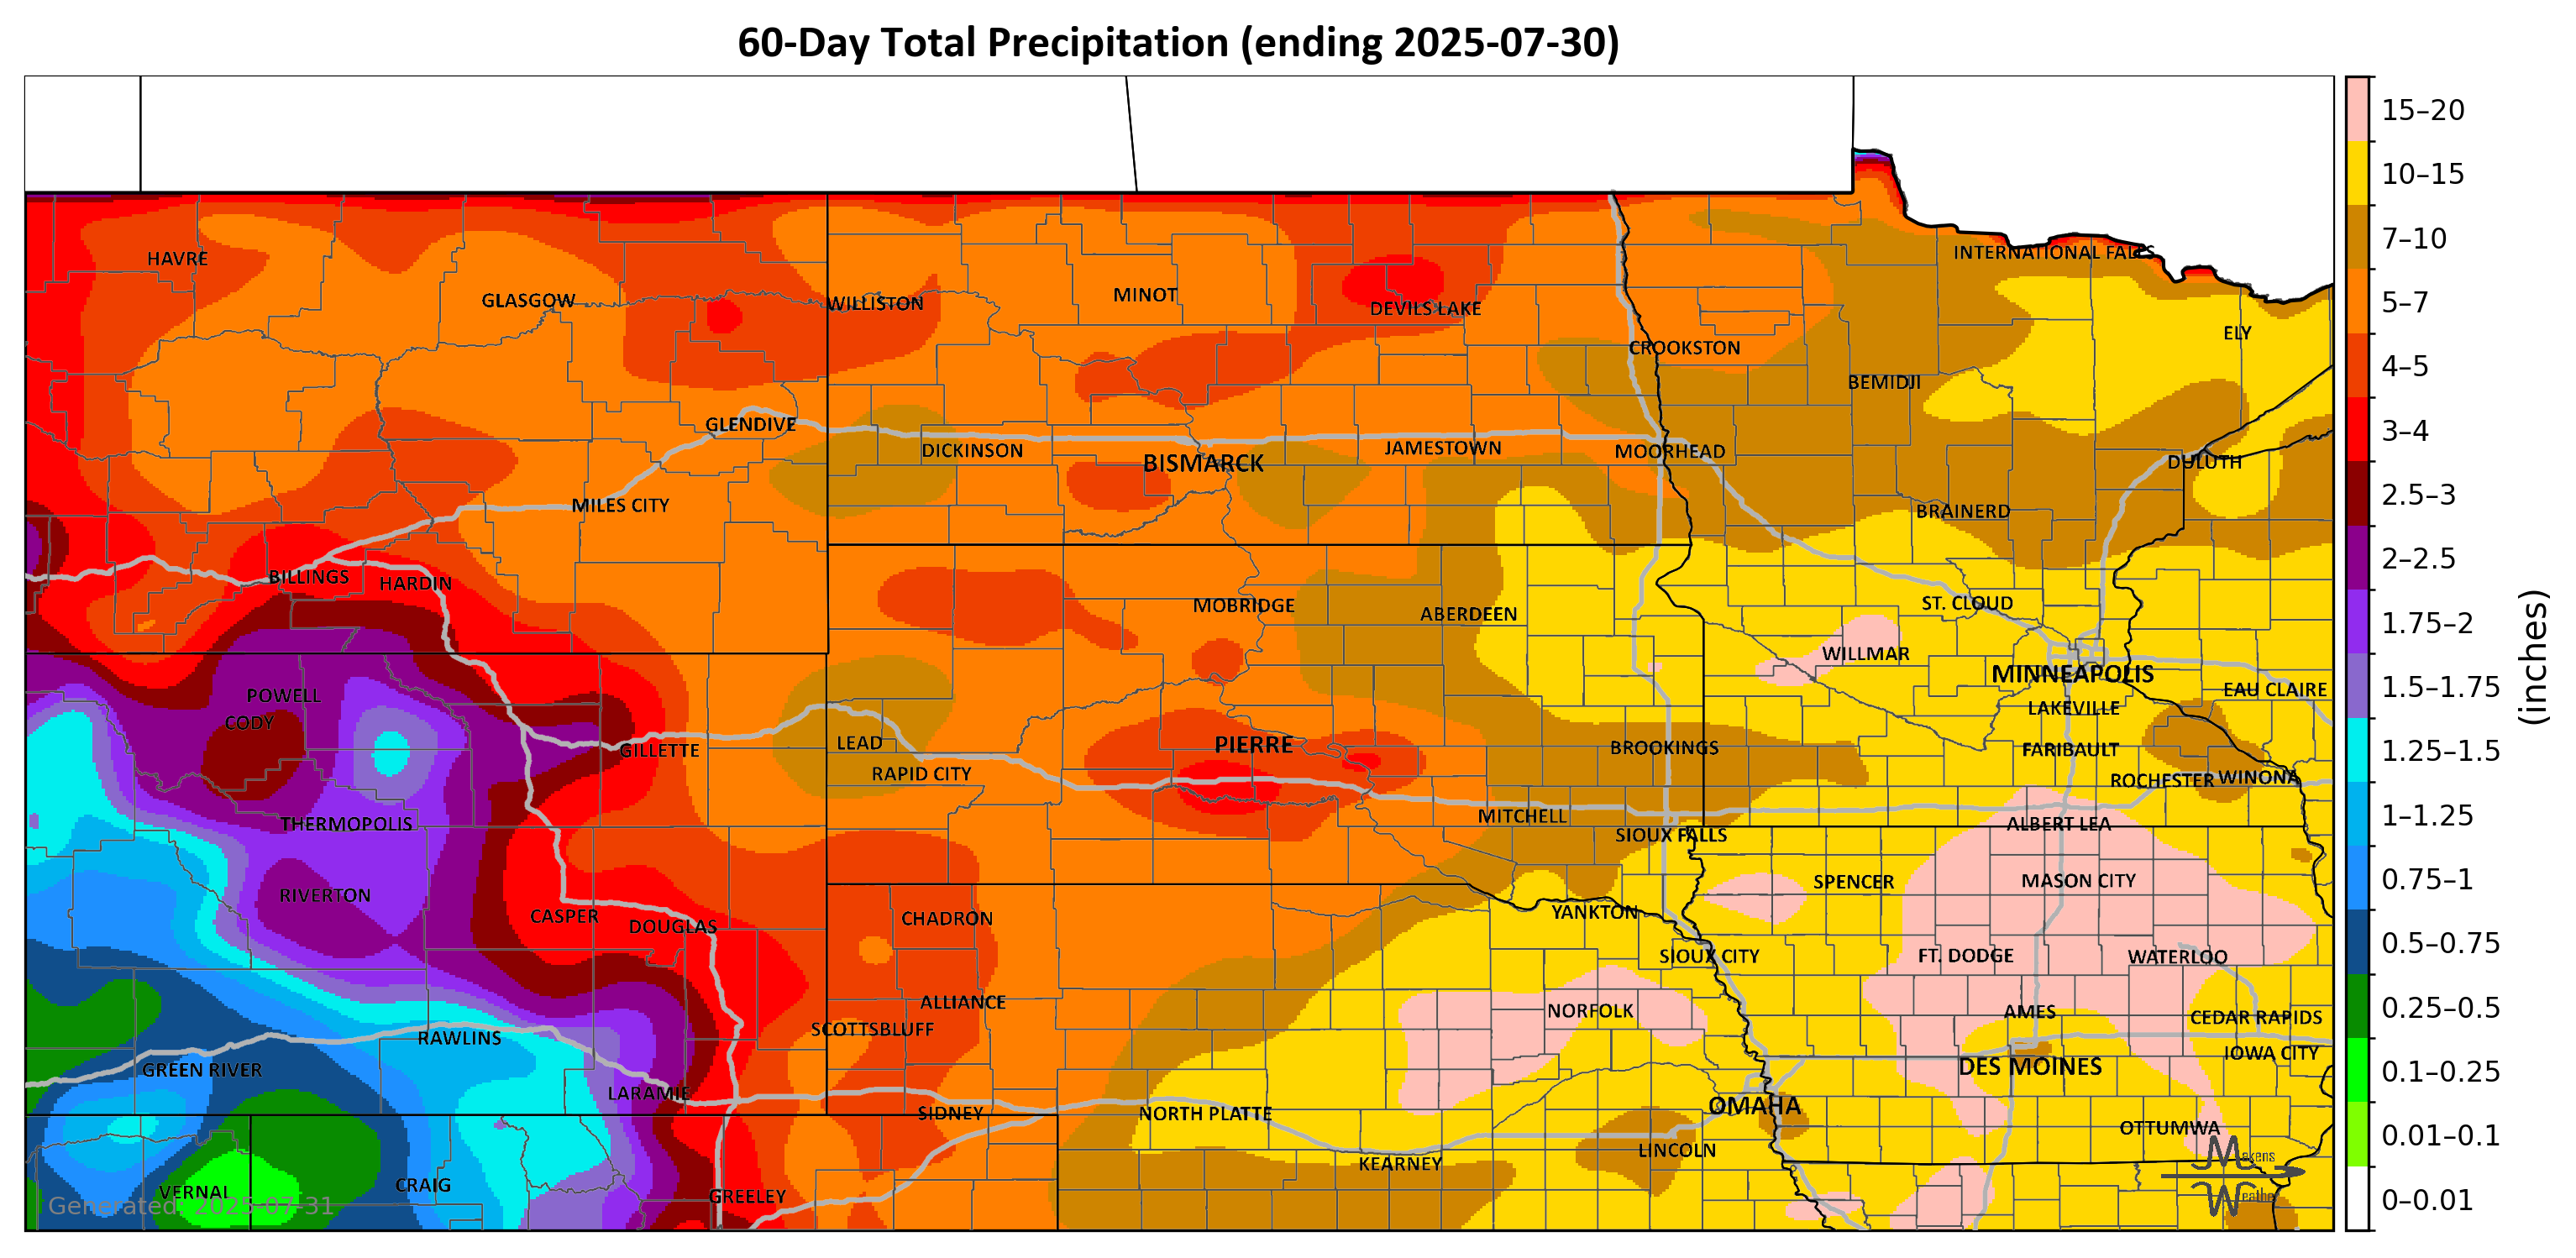 60-Day Total Precipitation (ending 2025-07-30)
INTERNATIONAL FALLS
HAVRE
GLASGOW
WILLISTON
MINOT
DEVILS LAKE
ELY
CROOKSTON
BEMIDJI
GLENDIVE
DICKINSON
BISMARCK
JAMESTOWN
MOORHEAD
DULUTH
MILES CITY
BRAINERD
BILLINGS
HARDIN
MOBRIDGE
ABERDEEN
ST. CLOUD
WILLMAR
MINNEAPOLIS
POWELL
EAU CLAIRE
CODY
LAKEVILLE
GILLETTE
LEAD
PIERRE
BROOKINGS
FARIBAULT
RAPID CITY
ROCHESTER
WINONA
THERMOPOLIS
MITCHELL
SIOUX FALLS
ALBERT LEA
RIVERTON
SPENCER
MASON CITY
CASPER
DOUGLAS
CHADRON
YANKTON
SIOUX CITY
FT. DODGE
WATERLOO
ALLIANCE
NORFOLK
AMES
CEDAR RAPIDS
SCOTTSBLUFF
RAWLINS
GREEN RIVER
DES MOINES
IOWA CITY
LARAMIE
SIDNEY
NORTH PLATTE
OMAHA
OTTUMWA
LINCOLN
KEARNEY
VERNAL
CRAIG
GREELEY
Generated: 2025-07-31
Makens
Weather
15–20
10–15
7–10
5–7
4–5
3–4
2.5–3
2–2.5
1.75–2
1.5–1.75
1.25–1.5
1–1.25
0.75–1
0.5–0.75
0.25–0.5
0.1–0.25
0.01–0.1
0–0.01
(inches)